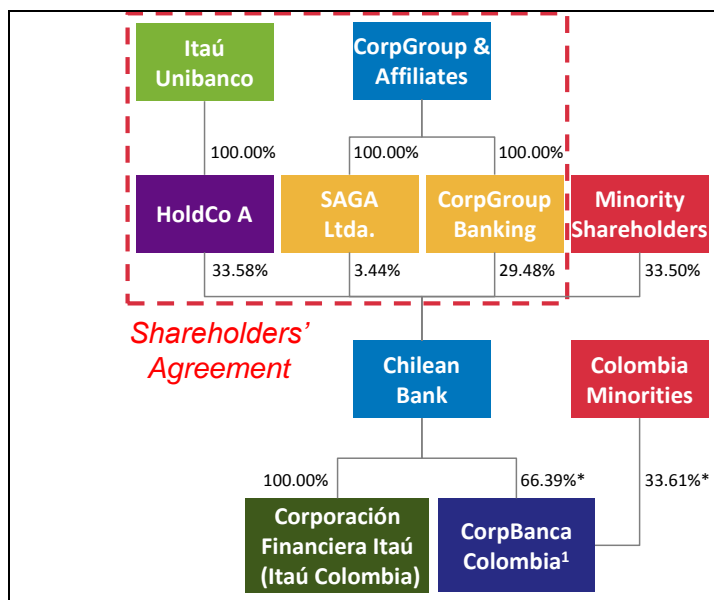 Itaú
Unibanco
CorpGroup &
Affiliates
100.00%
100.00%
100.00%
HoldCo A
SAGA
Ltda.
CorpGroup
Banking
Minority
Shareholders
33.58%
3.44%
29.48%
33.50%
Shareholders’
Agreement
Chilean
Bank
Colombia
Minorities
100.00%
66.39%*
33.61%*
Corporación
Financiera Itaú
(Itaú Colombia)
CorpBanca
Colombia¹